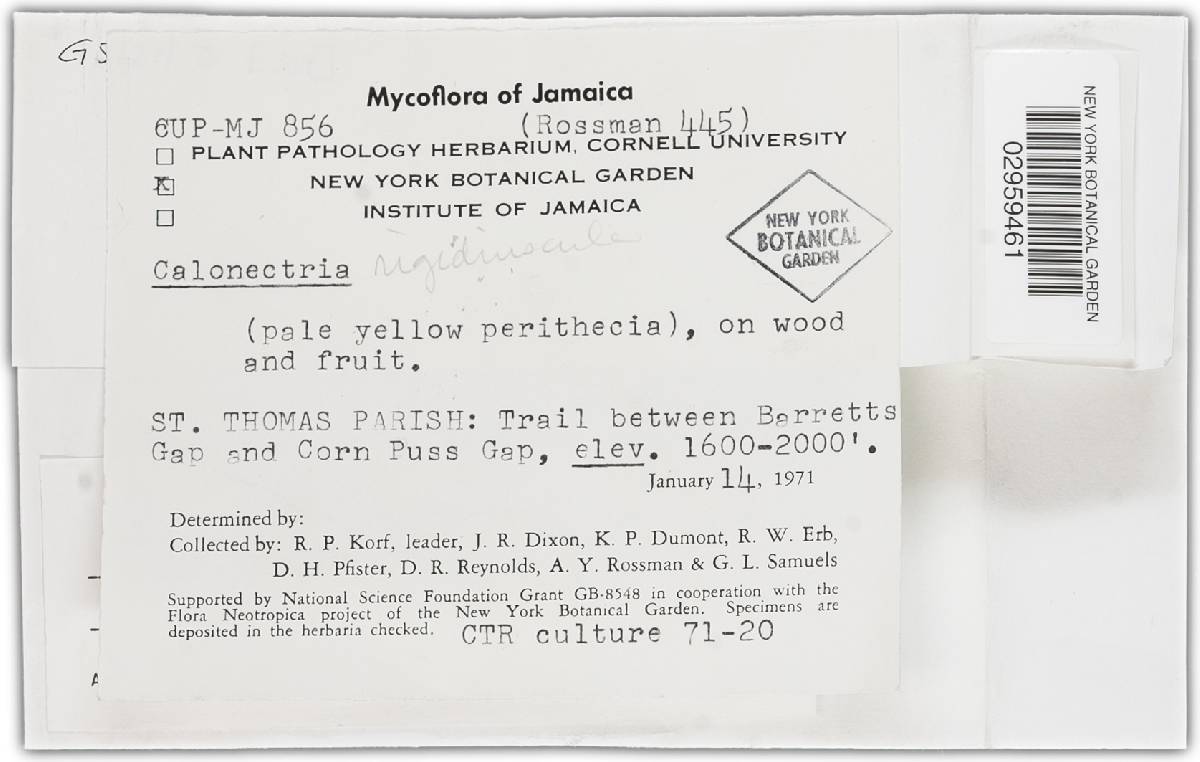 GS
Mycoflora of Jamaica
CUP-MJ 856 (Rossman 445)
☐ PLANT PATHOLOGY HERBARIUM, CORNELL UNIVERSITY
☒ NEW YORK BOTANICAL GARDEN
☐ INSTITUTE OF JAMAICA
NEW YORK
BOTANICAL
GARDEN
Calonectria rigidiuscula
(pale yellow perithecia), on wood
and fruit.
ST. THOMAS PARISH: Trail between Barretts
Gap and Corn Puss Gap, elev. 1600-2000'.
January 14, 1971
Determined by:
Collected by: R. P. Korf, leader, J. R. Dixon, K. P. Dumont, R. W. Erb,
D. H. Pfister, D. R. Reynolds, A. Y. Rossman & G. L. Samuels
Supported by National Science Foundation Grant GB-8548 in cooperation with the
Flora Neotropica project of the New York Botanical Garden. Specimens are
deposited in the herbaria checked. CTR culture 71-20
NEW YORK BOTANICAL GARDEN
02959461